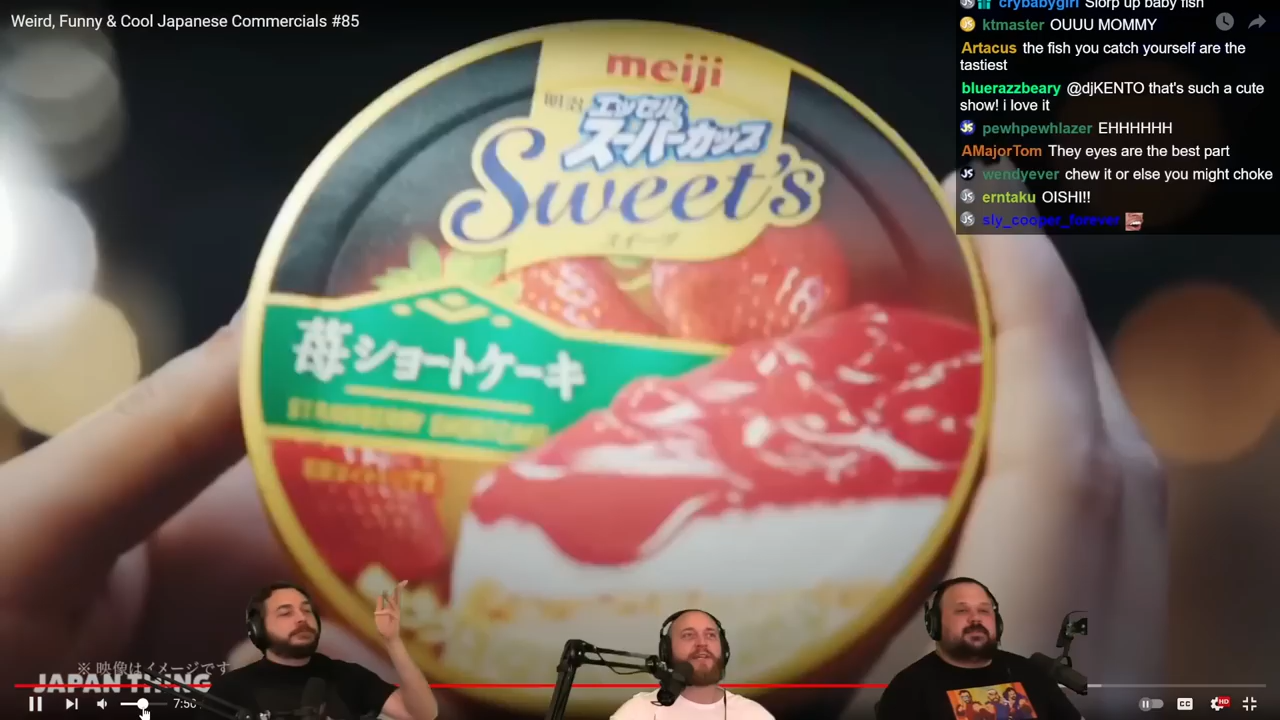 Weird, Funny & Cool Japanese Commercials #85
crybabygirl Slorp up baby fish
ktmaster OUUU MOMMY
Artacus the fish you catch yourself are the
tastiest
bluerazzbeary @djKENTO that's such a cute
show! i love it
pewhpewhlazer EHHHHHH
AMajorTom They eyes are the best part
wendyever chew it or else you might choke
erntaku OISHI!!
sly_cooper_forever
meiji
明治 エッセル
スーパーカップ
Sweet's
スイーツ
苺ショートケーキ
STRAWBERRY SHORTCAKE
※ 映像はイメージです
JAPAN THING
7:50
CC
HD